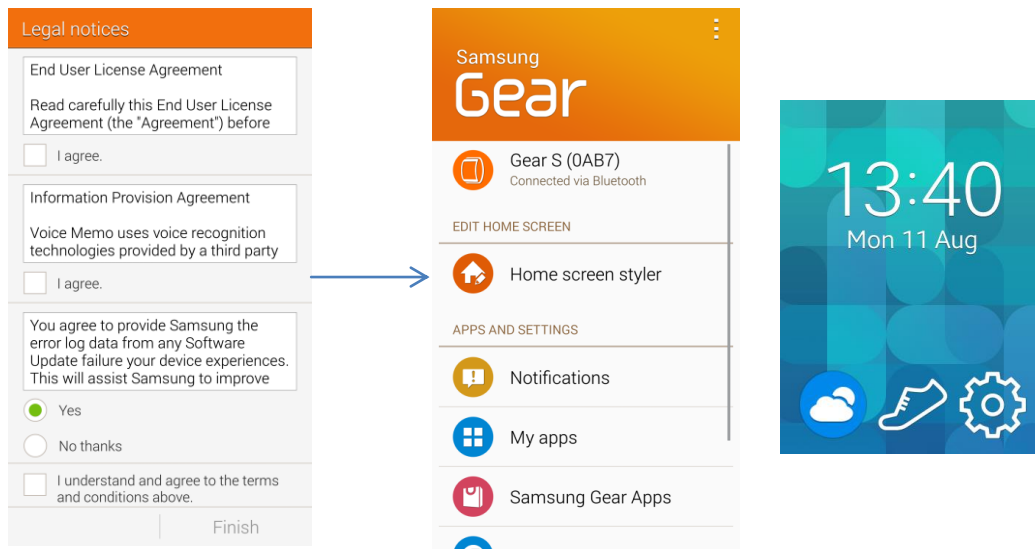 Legal notices
End User License Agreement
Read carefully this End User License
Agreement (the "Agreement") before
I agree.
Information Provision Agreement
Voice Memo uses voice recognition
technologies provided by a third party
I agree.
You agree to provide Samsung the
error log data from any Software
Update failure your device experiences.
This will assist Samsung to improve
Yes
No thanks
I understand and agree to the terms
and conditions above.
Finish
Samsung
Gear
Gear S (0AB7)
Connected via Bluetooth
EDIT HOME SCREEN
Home screen styler
APPS AND SETTINGS
Notifications
My apps
Samsung Gear Apps
13:40
Mon 11 Aug